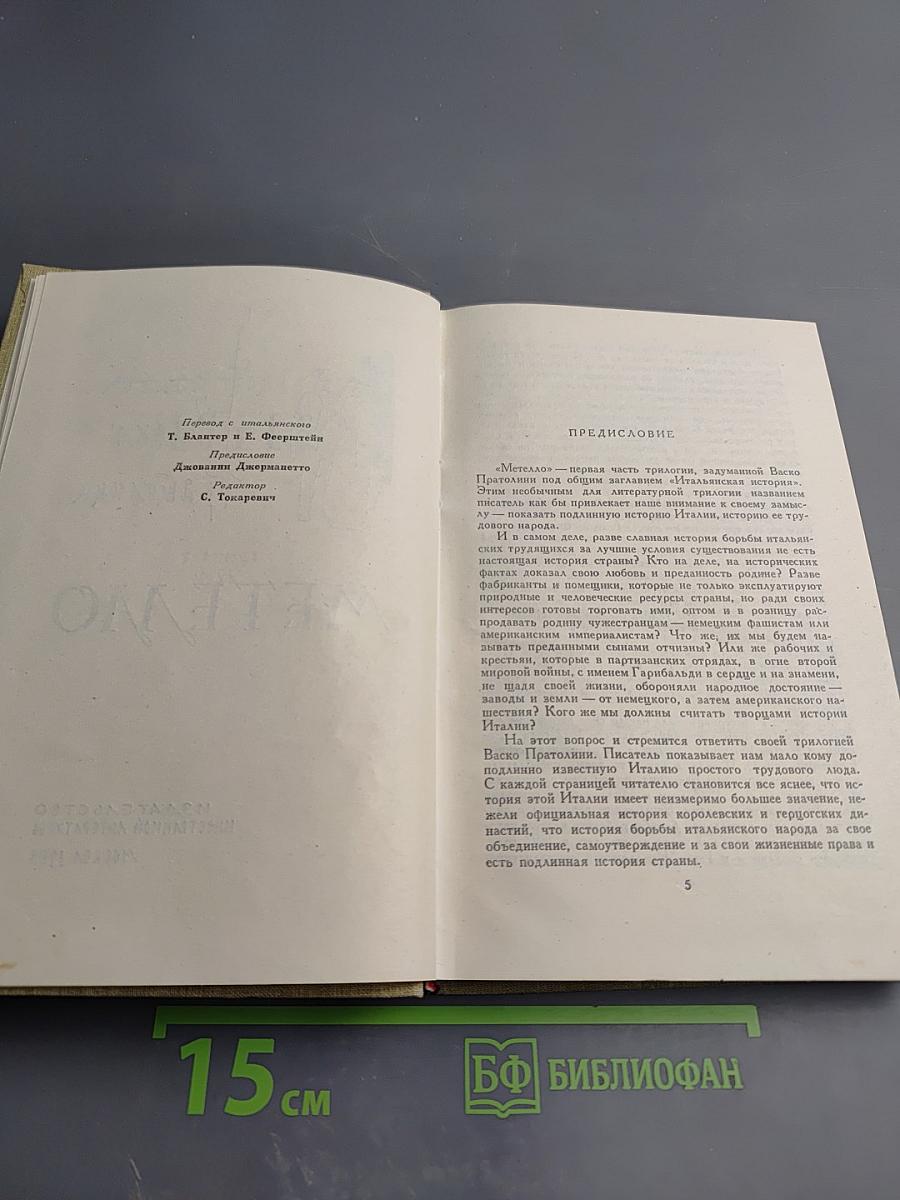 Перевод с итальянского
Т. Блантер и Е. Феерштейн
Предисловие
Джованни Джерманетто
Редактор
С. Токаревич
ПРЕДИСЛОВИЕ
«Метелло» — первая часть трилогии, задуманной Васко
Пратолини под общим заглавием «Итальянская история».
Этим необычным для литературной трилогии названием
писатель как бы привлекает наше внимание к своему замыс-
лу — показать подлинную историю Италии, историю ее тру-
дового народа.
И в самом деле, разве славная история борьбы итальян-
ских трудящихся за лучшие условия существования не есть
настоящая история страны? Кто на деле, на исторических
фактах доказал свою любовь и преданность родине? Разве
фабриканты и помещики, которые не только эксплуатируют
природные и человеческие ресурсы страны, но ради своих
интересов готовы торговать ими, оптом и в розницу рас-
продавать родину чужестранцам — немецким фашистам или
американским империалистам? Что же, их мы будем на-
зывать преданными сынами отчизны? Или же рабочих и
крестьян, которые в партизанских отрядах, в огне второй
мировой войны, с именем Гарибальди в сердце и на знамени,
не щадя своей жизни, обороняли народное достояние —
заводы и земли — от немецкого, а затем американского на-
шествия? Кого же мы должны считать творцами истории
Италии?
На этот вопрос и стремится ответить своей трилогией
Васко Пратолини. Писатель показывает нам мало кому до-
подлинно известную Италию простого трудового люда.
С каждой страницей читателю становится все яснее, что ис-
тория этой Италии имеет неизмеримо большее значение, не-
жели официальная история королевских и герцогских ди-
настий, что история борьбы итальянского народа за свое
объединение, самоутверждение и за свои жизненные права и
есть подлинная история страны.
5
15 см
БФ БИБЛИОФАН